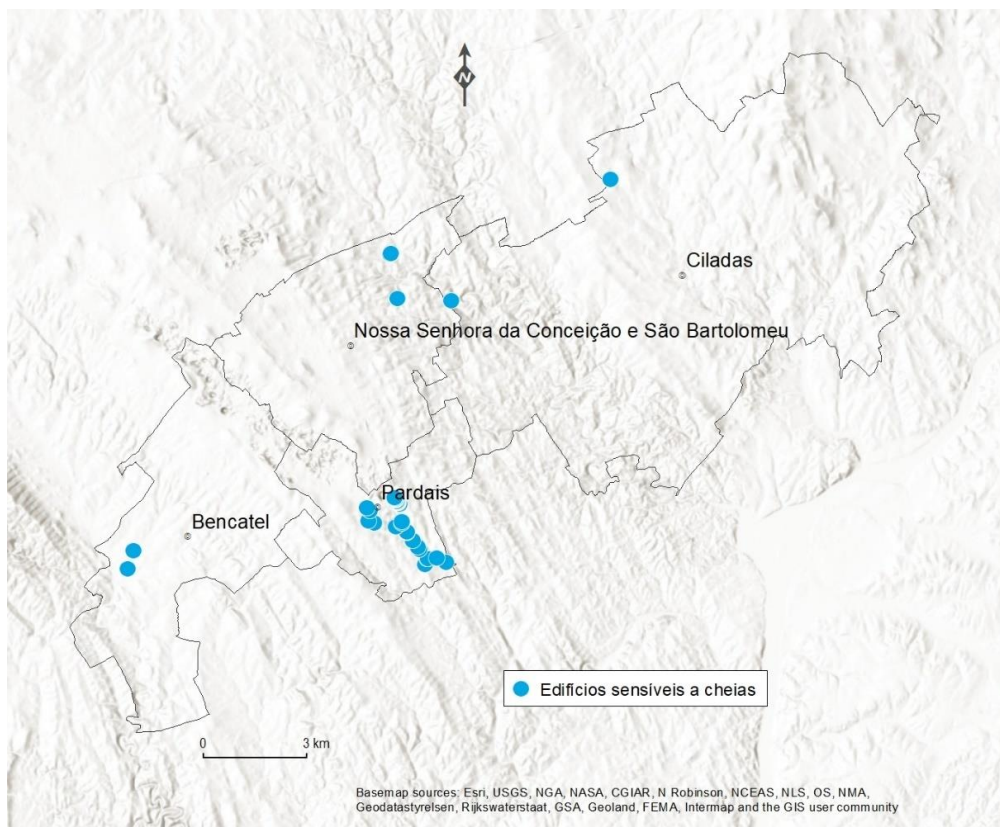 N
Ciladas
Nossa Senhora da Conceição e São Bartolomeu
Pardais
Bencatel
Edifícios sensíveis a cheias
0 3 km
Basemap sources: Esri, USGS, NGA, NASA, CGIAR, N Robinson, NCEAS, NLS, OS, NMA,
Geodatastyrelsen, Rijkswaterstaat, GSA, Geoland, FEMA, Intermap and the GIS user community